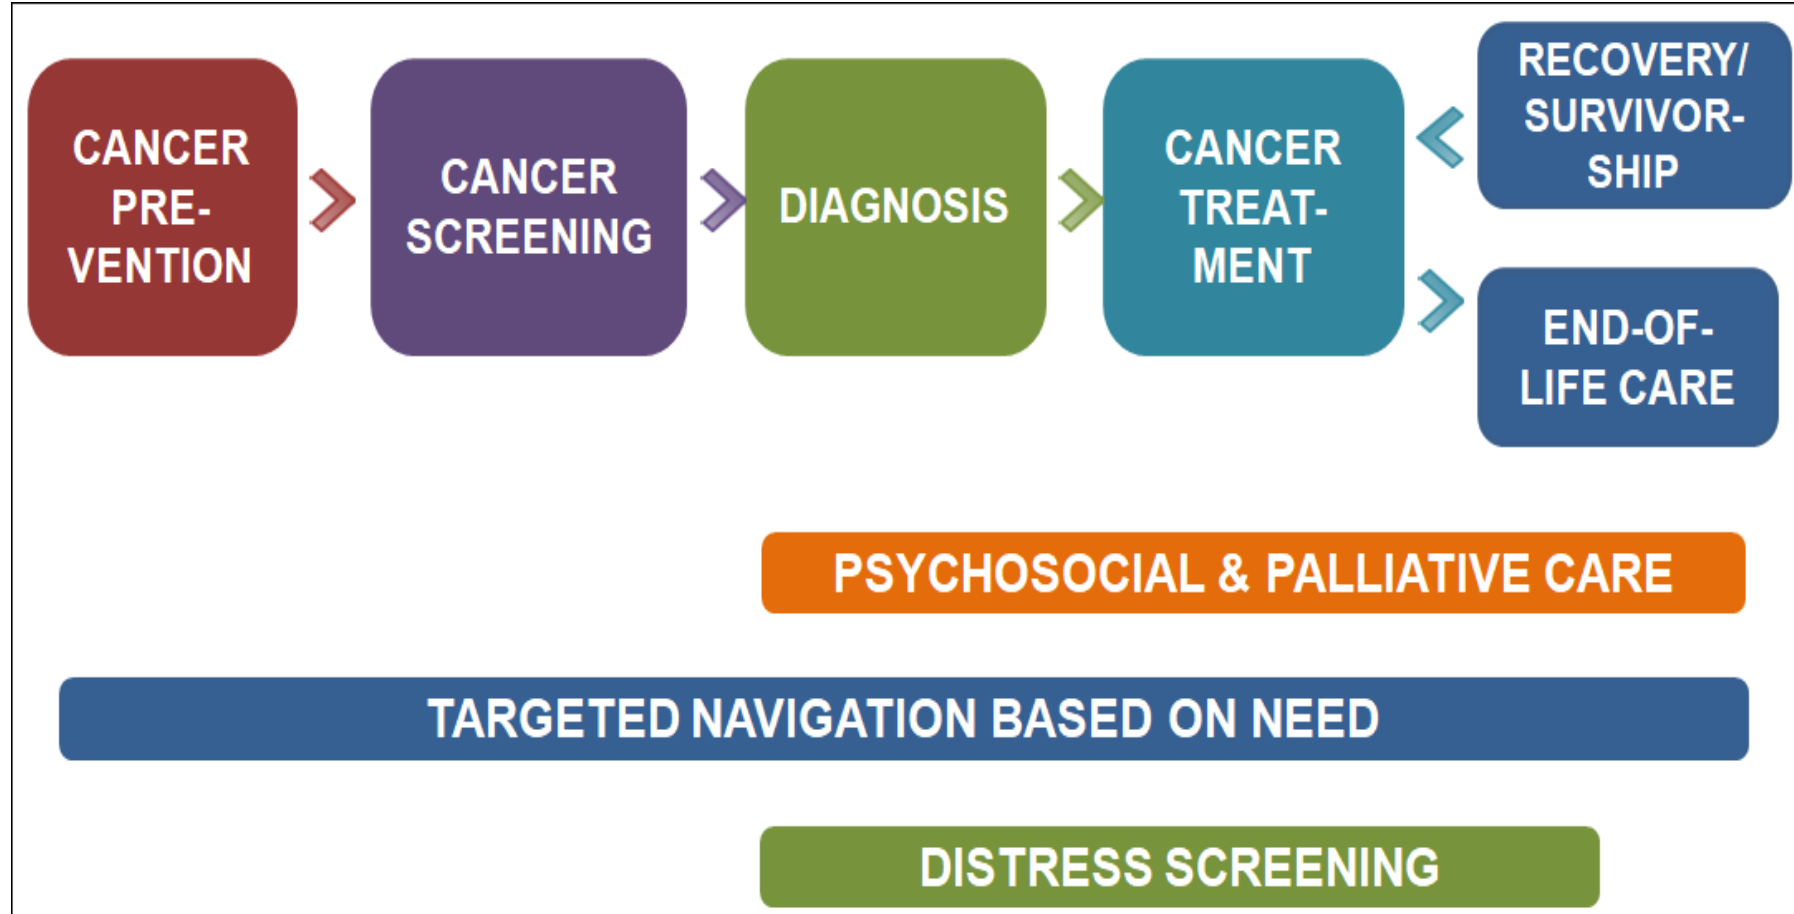 CANCER
PRE-
VENTION
CANCER
SCREENING
DIAGNOSIS
CANCER
TREAT-
MENT
RECOVERY/
SURVIVOR-
SHIP
END-OF-
LIFE CARE
PSYCHOSOCIAL & PALLIATIVE CARE
TARGETED NAVIGATION BASED ON NEED
DISTRESS SCREENING